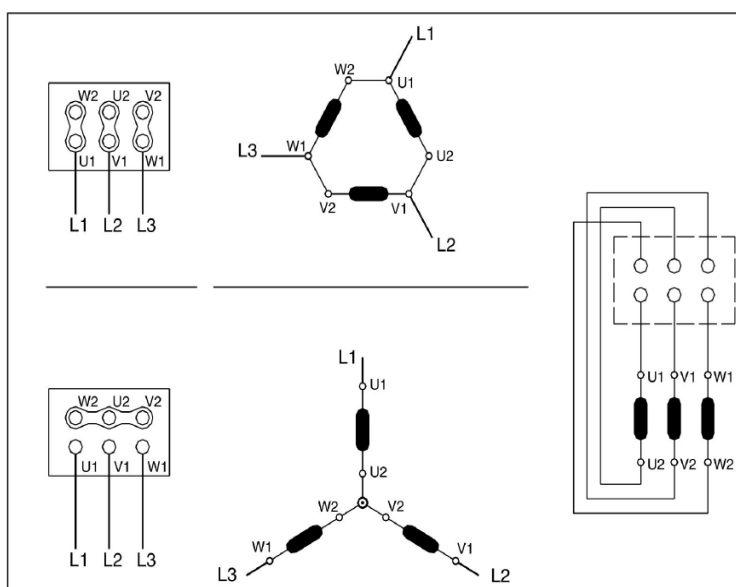 W2 U2 V2
U1 V1 W1
L1 L2 L3
L1
W2 U1
L3 W1 U2
V2 V1
L2
W2 U2 V2
U1 V1 W1
L1 L2 L3
L1
U1
U2
W2 V2
W1 V1
L3 L2
U1 V1 W1
U2 V2 W2